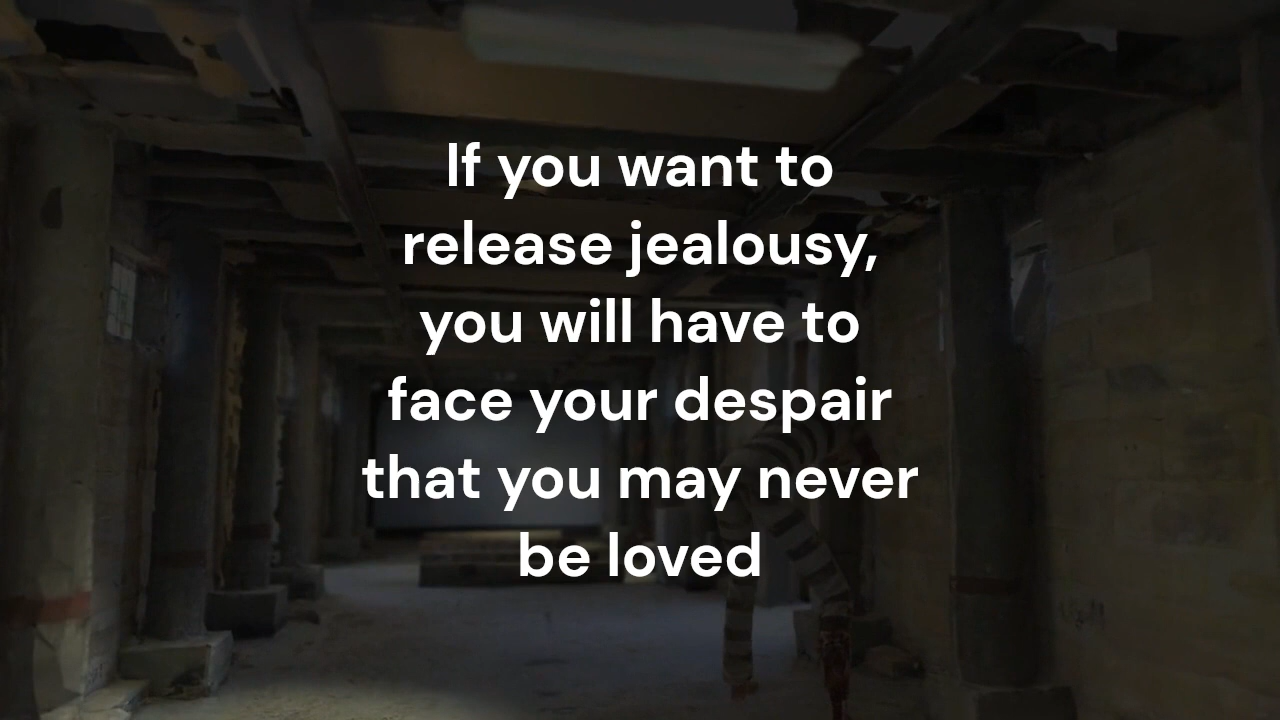 If you want to
release jealousy,
you will have to
face your despair
that you may never
be loved